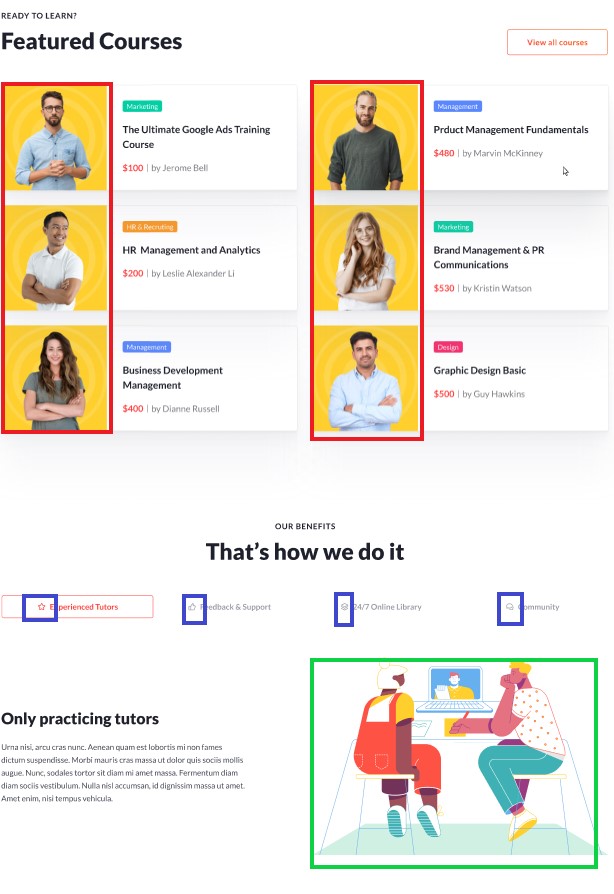 READY TO LEARN?
Featured Courses
View all courses
Marketing
The Ultimate Google Ads Training
Course
$100 | by Jerome Bell
Management
Prduct Management Fundamentals
$480 | by Marvin McKinney
HR & Recruting
HR Management and Analytics
$200 | by Leslie Alexander Li
Marketing
Brand Management & PR
Communications
$530 | by Kristin Watson
Management
Business Development
Management
$400 | by Dianne Russell
Design
Graphic Design Basic
$500 | by Guy Hawkins
OUR BENEFITS
That's how we do it
Experienced Tutors
Feedback & Support
24/7 Online Library
Community
Only practicing tutors
Urna nisi, arcu cras nunc. Aenean quam est lobortis mi non fames
dictum suspendisse. Morbi mauris cras massa ut dolor quis sociis mollis
augue. Nunc, sodales tortor sit diam mi amet massa. Fermentum diam
diam sociis vestibulum. Nulla nisl accumsan, id dignissim massa ut amet.
Amet enim, nisi tempus vehicula.